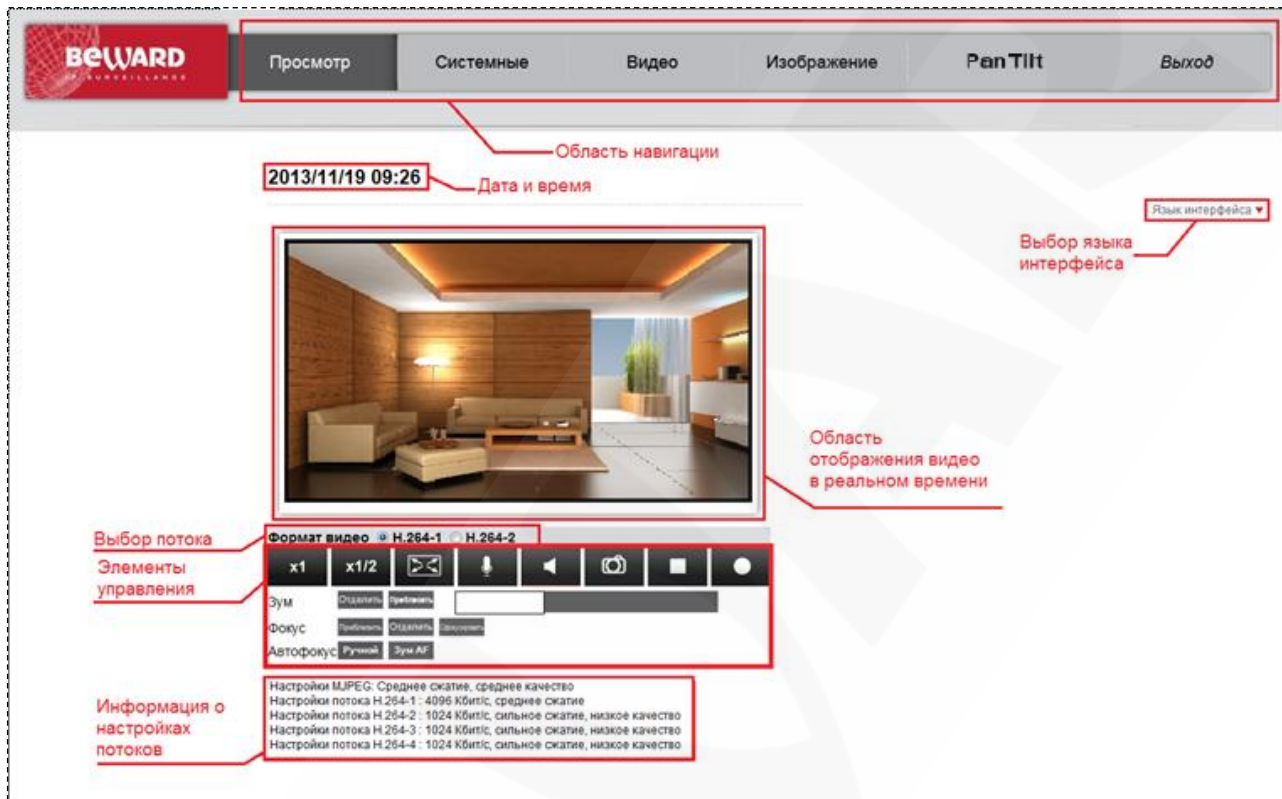 BEWARD
IP SURVEILLANCE
Просмотр
Системные
Видео
Изображение
PanTilt
Выход
Область навигации
2013/11/19 09:26
Дата и время
Язык интерфейса
Выбор языка
интерфейса
Область
отображения видео
в реальном времени
Выбор потока
Формат видео H.264-1 H.264-2
Элементы
управления
x1 x1/2
Зум Отдалить Приблизить
Фокус Приблизить Отдалить
Автофокус Ручной Зум AF
Информация о
настройках
потоков
Настройки MJPEG: Среднее сжатие, среднее качество
Настройки потока H.264-1 : 4096 Кбит/с, среднее сжатие
Настройки потока H.264-2 : 1024 Кбит/с, сильное сжатие, низкое качество
Настройки потока H.264-3 : 1024 Кбит/с, сильное сжатие, низкое качество
Настройки потока H.264-4 : 1024 Кбит/с, сильное сжатие, низкое качество